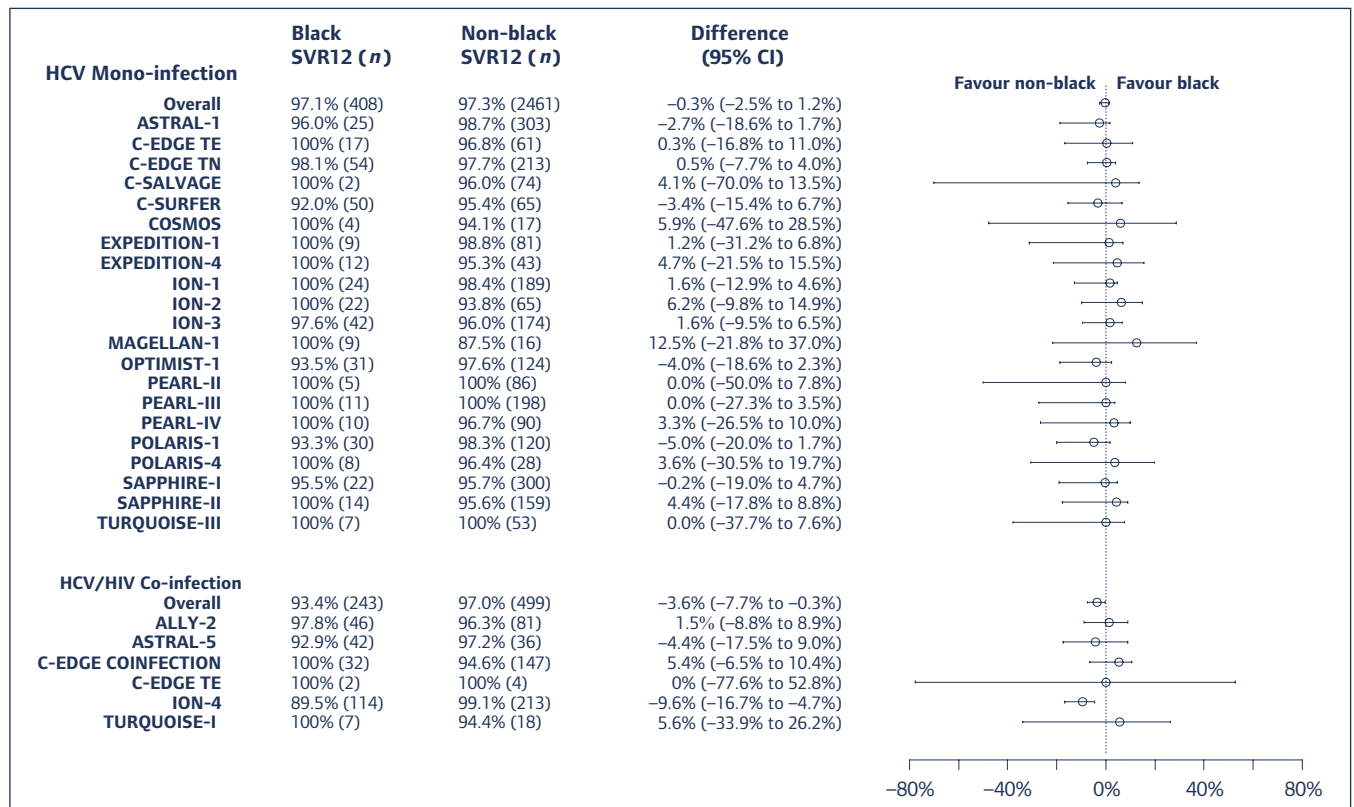 Black Non-black Difference
SVR12 (n) SVR12 (n) (95% CI)
HCV Mono-infection
Favour non-black Favour black
Overall 97.1% (408) 97.3% (2461) −0.3% (−2.5% to 1.2%)
ASTRAL-1 96.0% (25) 98.7% (303) −2.7% (−18.6% to 1.7%)
C-EDGE TE 100% (17) 96.8% (61) 0.3% (−16.8% to 11.0%)
C-EDGE TN 98.1% (54) 97.7% (213) 0.5% (−7.7% to 4.0%)
C-SALVAGE 100% (2) 96.0% (74) 4.1% (−70.0% to 13.5%)
C-SURFER 92.0% (50) 95.4% (65) −3.4% (−15.4% to 6.7%)
COSMOS 100% (4) 94.1% (17) 5.9% (−47.6% to 28.5%)
EXPEDITION-1 100% (9) 98.8% (81) 1.2% (−31.2% to 6.8%)
EXPEDITION-4 100% (12) 95.3% (43) 4.7% (−21.5% to 15.5%)
ION-1 100% (24) 98.4% (189) 1.6% (−12.9% to 4.6%)
ION-2 100% (22) 93.8% (65) 6.2% (−9.8% to 14.9%)
ION-3 97.6% (42) 96.0% (174) 1.6% (−9.5% to 6.5%)
MAGELLAN-1 100% (9) 87.5% (16) 12.5% (−21.8% to 37.0%)
OPTIMIST-1 93.5% (31) 97.6% (124) −4.0% (−18.6% to 2.3%)
PEARL-II 100% (5) 100% (86) 0.0% (−50.0% to 7.8%)
PEARL-III 100% (11) 100% (198) 0.0% (−27.3% to 3.5%)
PEARL-IV 100% (10) 96.7% (90) 3.3% (−26.5% to 10.0%)
POLARIS-1 93.3% (30) 98.3% (120) −5.0% (−20.0% to 1.7%)
POLARIS-4 100% (8) 96.4% (28) 3.6% (−30.5% to 19.7%)
SAPPHIRE-I 95.5% (22) 95.7% (300) −0.2% (−19.0% to 4.7%)
SAPPHIRE-II 100% (14) 95.6% (159) 4.4% (−17.8% to 8.8%)
TURQUOISE-III 100% (7) 100% (53) 0.0% (−37.7% to 7.6%)
HCV/HIV Co-infection
Overall 93.4% (243) 97.0% (499) −3.6% (−7.7% to −0.3%)
ALLY-2 97.8% (46) 96.3% (81) 1.5% (−8.8% to 8.9%)
ASTRAL-5 92.9% (42) 97.2% (36) −4.4% (−17.5% to 9.0%)
C-EDGE COINFECTION 100% (32) 94.6% (147) 5.4% (−6.5% to 10.4%)
C-EDGE TE 100% (2) 100% (4) 0% (−77.6% to 52.8%)
ION-4 89.5% (114) 99.1% (213) −9.6% (−16.7% to −4.7%)
TURQUOISE-I 100% (7) 94.4% (18) 5.6% (−33.9% to 26.2%)
−80% −40% 0% 40% 80%